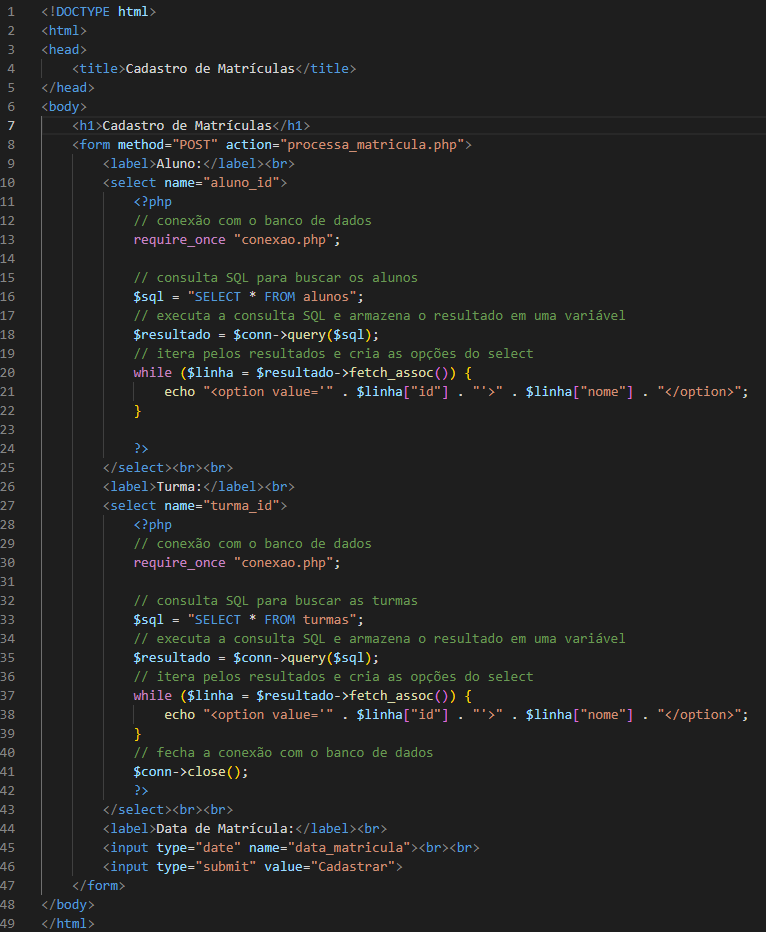 1 <!DOCTYPE html>
2 <html>
3 <head>
4     <title>Cadastro de Matrículas</title>
5 </head>
6 <body>
7     <h1>Cadastro de Matrículas</h1>
8     <form method="POST" action="processa_matricula.php">
9         <label>Aluno:</label><br>
10         <select name="aluno_id">
11             <?php
12             // conexão com o banco de dados
13             require_once "conexao.php";
14
15             // consulta SQL para buscar os alunos
16             $sql = "SELECT * FROM alunos";
17             // executa a consulta SQL e armazena o resultado em uma variável
18             $resultado = $conn->query($sql);
19             // itera pelos resultados e cria as opções do select
20             while ($linha = $resultado->fetch_assoc()) {
21                 echo "<option value='" . $linha["id"] . "'>" . $linha["nome"] . "</option>";
22             }
23
24             ?>
25         </select><br><br>
26         <label>Turma:</label><br>
27         <select name="turma_id">
28             <?php
29             // conexão com o banco de dados
30             require_once "conexao.php";
31
32             // consulta SQL para buscar as turmas
33             $sql = "SELECT * FROM turmas";
34             // executa a consulta SQL e armazena o resultado em uma variável
35             $resultado = $conn->query($sql);
36             // itera pelos resultados e cria as opções do select
37             while ($linha = $resultado->fetch_assoc()) {
38                 echo "<option value='" . $linha["id"] . "'>" . $linha["nome"] . "</option>";
39             }
40             // fecha a conexão com o banco de dados
41             $conn->close();
42             ?>
43         </select><br><br>
44         <label>Data de Matrícula:</label><br>
45         <input type="date" name="data_matricula"><br><br>
46         <input type="submit" value="Cadastrar">
47     </form>
48 </body>
49 </html>